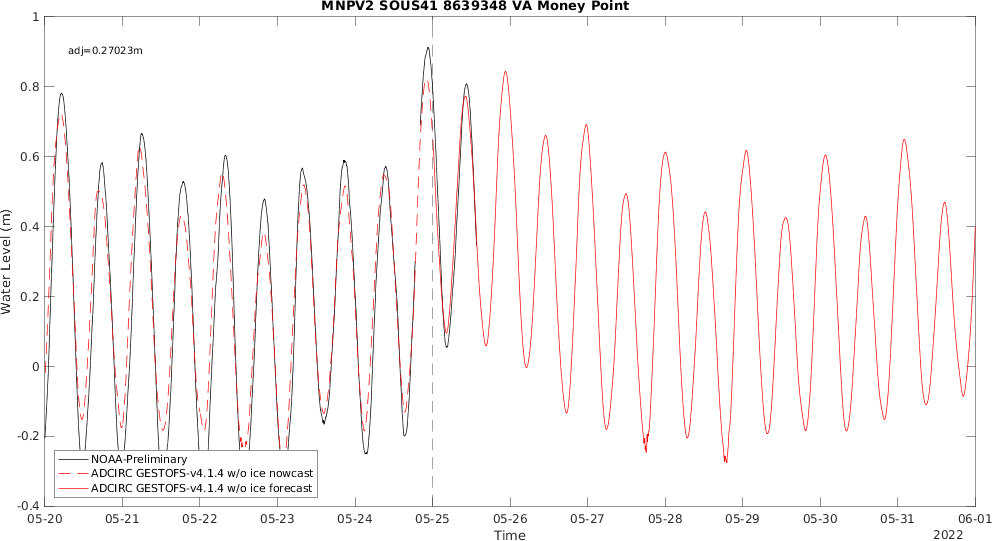 MNPV2 SOUS41 8639348 VA Money Point
adj=0.27023m
Water Level (m)
1
0.8
0.6
0.4
0.2
0
-0.2
-0.4
NOAA-Preliminary
ADCIRC GESTOFS-v4.1.4 w/o ice nowcast
ADCIRC GESTOFS-v4.1.4 w/o ice forecast
05-20 05-21 05-22 05-23 05-24 05-25 05-26 05-27 05-28 05-29 05-30 05-31 06-01
Time
2022